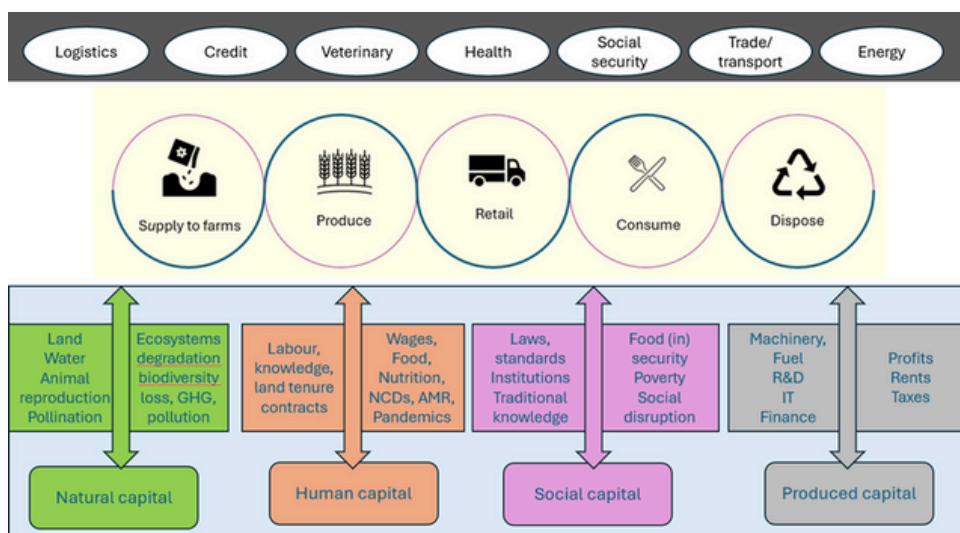 Logistics
Credit
Veterinary
Health
Social
security
Trade/
transport
Energy
Supply to farms
Produce
Retail
Consume
Dispose
Land
Water
Animal
reproduction
Pollination
Ecosystems
degradation
biodiversity
loss, GHG,
pollution
Labour,
knowledge,
land tenure
contracts
Wages,
Food,
Nutrition,
NCDs, AMR,
Pandemics
Laws,
standards
Institutions
Traditional
knowledge
Food (in)
security
Poverty
Social
disruption
Machinery,
Fuel
R&D
IT
Finance
Profits
Rents
Taxes
Natural capital
Human capital
Social capital
Produced capital